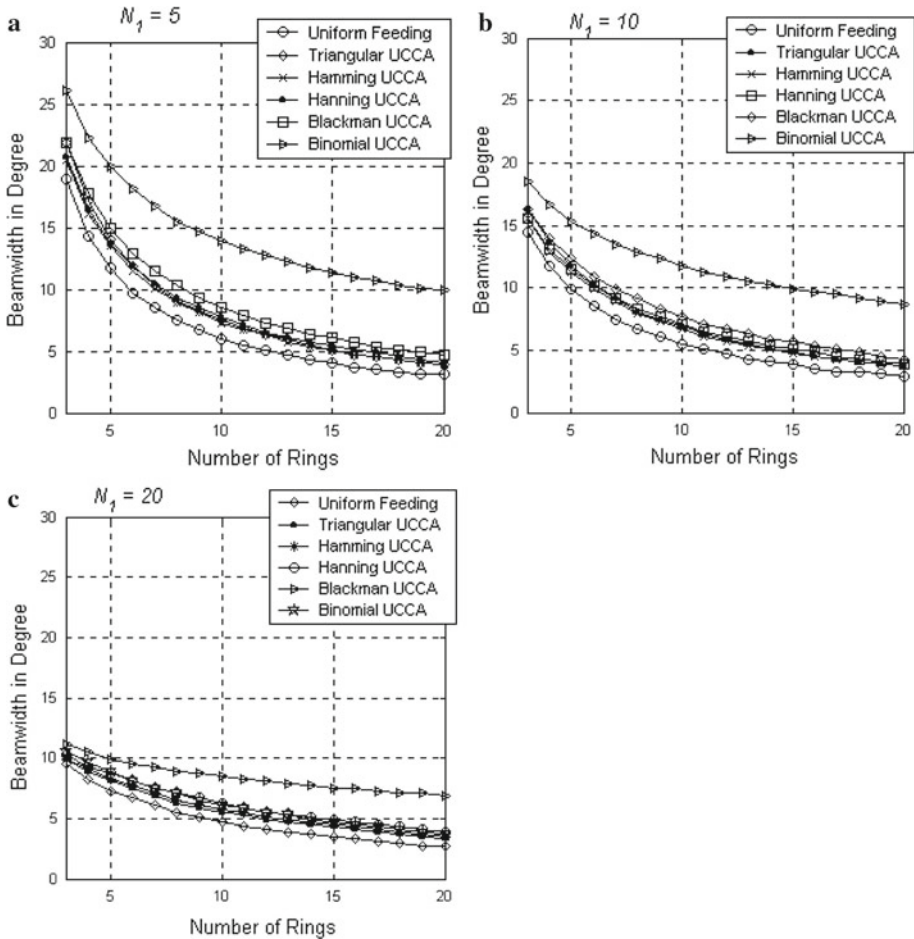 a
N1 = 5
Uniform Feeding
Triangular UCCA
Hamming UCCA
Hanning UCCA
Blackman UCCA
Binomial UCCA
30
25
20
15
10
5
0
Beamwidth in Degree
5
10
15
20
Number of Rings
b
N1 = 10
Uniform Feeding
Triangular UCCA
Hamming UCCA
Hanning UCCA
Blackman UCCA
Binomial UCCA
30
25
20
15
10
5
0
Beamwidth in Degree
5
10
15
20
Number of Rings
c
N1 = 20
Uniform Feeding
Triangular UCCA
Hamming UCCA
Hanning UCCA
Blackman UCCA
Binomial UCCA
30
25
20
15
10
5
0
Beamwidth in Degree
5
10
15
20
Number of Rings